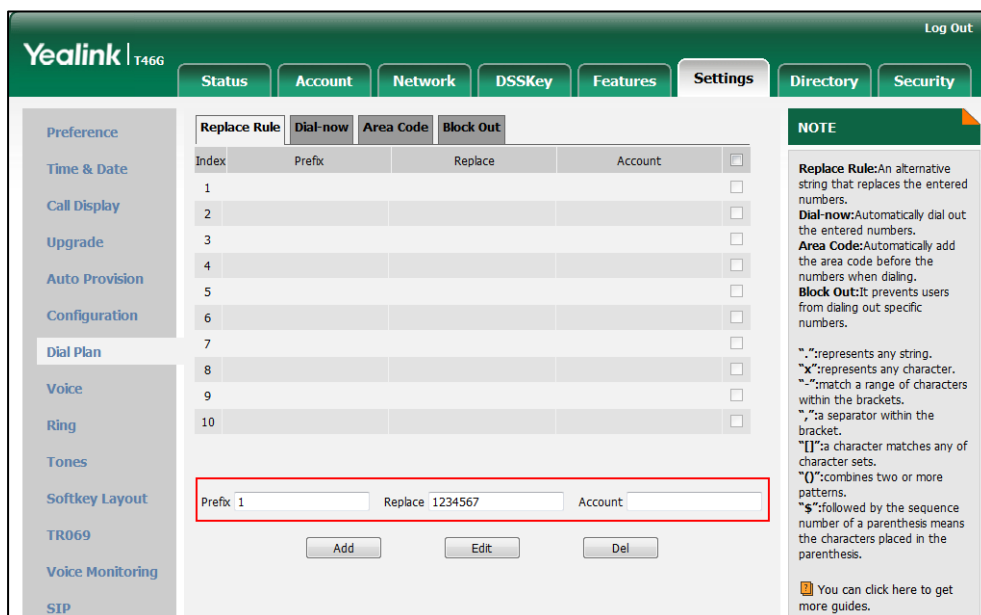 Log Out
Yealink T46G
Status Account Network DSSKey Features Settings Directory Security
Preference
Time & Date
Call Display
Upgrade
Auto Provision
Configuration
Dial Plan
Voice
Ring
Tones
Softkey Layout
TR069
Voice Monitoring
SIP
Replace Rule Dial-now Area Code Block Out
Index Prefix Replace Account
1
2
3
4
5
6
7
8
9
10
Prefix 1 Replace 1234567 Account
Add Edit Del
NOTE
Replace Rule:An alternative
string that replaces the entered
numbers.
Dial-now:Automatically dial out
the entered numbers.
Area Code:Automatically add
the area code before the
numbers when dialing.
Block Out:It prevents users
from dialing out specific
numbers.
".":represents any string.
"x":represents any character.
"-":match a range of characters
within the brackets.
",":a separator within the
bracket.
"[]":a character matches any of
character sets.
"()":combines two or more
patterns.
"$":followed by the sequence
number of a parenthesis means
the characters placed in the
parenthesis.
You can click here to get
more guides.